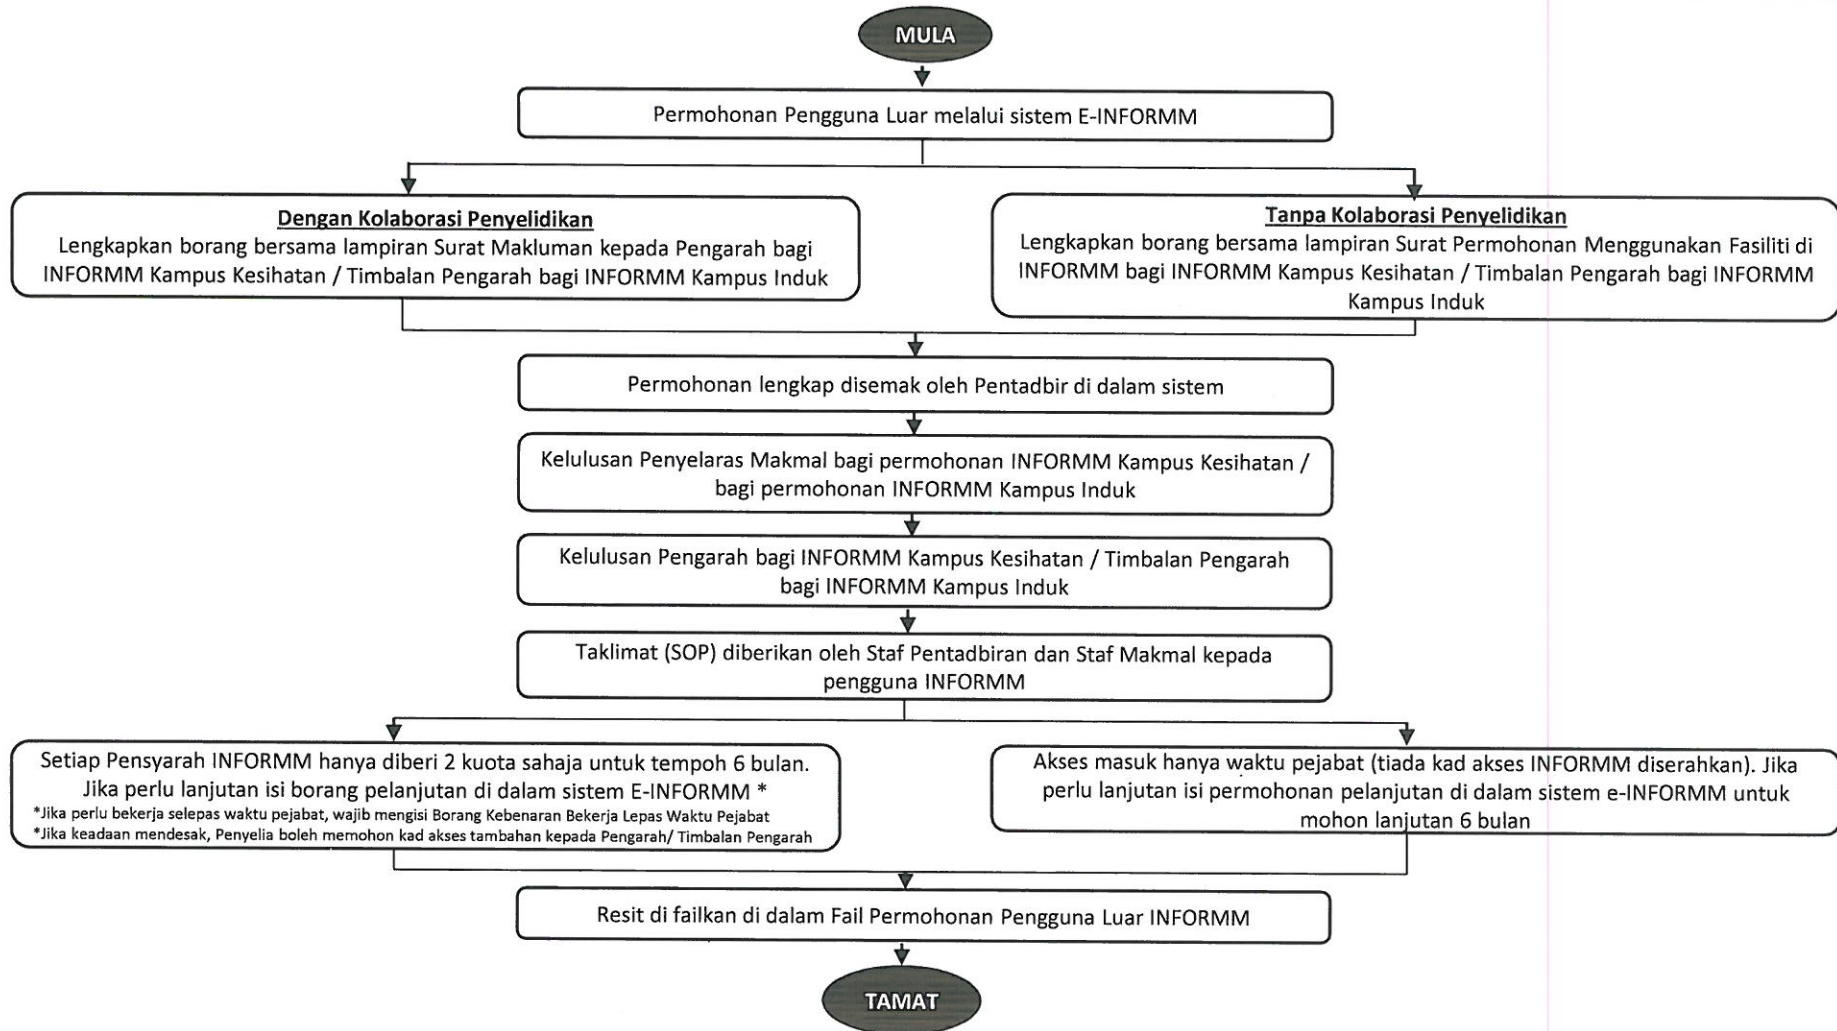 MULA
Permohonan Pengguna Luar melalui sistem E-INFORMM
Dengan Kolaborasi Penyelidikan
Lengkapkan borang bersama lampiran Surat Makluman kepada Pengarah bagi
INFORMM Kampus Kesihatan / Timbalan Pengarah bagi INFORMM Kampus Induk
Tanpa Kolaborasi Penyelidikan
Lengkapkan borang bersama lampiran Surat Permohonan Menggunakan Fasiliti di
INFORMM bagi INFORMM Kampus Kesihatan / Timbalan Pengarah bagi INFORMM
Kampus Induk
Permohonan lengkap disemak oleh Pentadbir di dalam sistem
Kelulusan Penyelaras Makmal bagi permohonan INFORMM Kampus Kesihatan /
bagi permohonan INFORMM Kampus Induk
Kelulusan Pengarah bagi INFORMM Kampus Kesihatan / Timbalan Pengarah
bagi INFORMM Kampus Induk
Taklimat (SOP) diberikan oleh Staf Pentadbiran dan Staf Makmal kepada
pengguna INFORMM
Setiap Pensyarah INFORMM hanya diberi 2 kuota sahaja untuk tempoh 6 bulan.
Jika perlu lanjutan isi borang pelanjutan di dalam sistem E-INFORMM *
*Jika perlu bekerja selepas waktu pejabat, wajib mengisi Borang Kebenaran Bekerja Lepas Waktu Pejabat
*Jika keadaan mendesak, Penyelia boleh memohon kad akses tambahan kepada Pengarah/ Timbalan Pengarah
Akses masuk hanya waktu pejabat (tiada kad akses INFORMM diserahkan). Jika
perlu lanjutan isi permohonan pelanjutan di dalam sistem e-INFORMM untuk
mohon lanjutan 6 bulan
Resit di failkan di dalam Fail Permohonan Pengguna Luar INFORMM
TAMAT